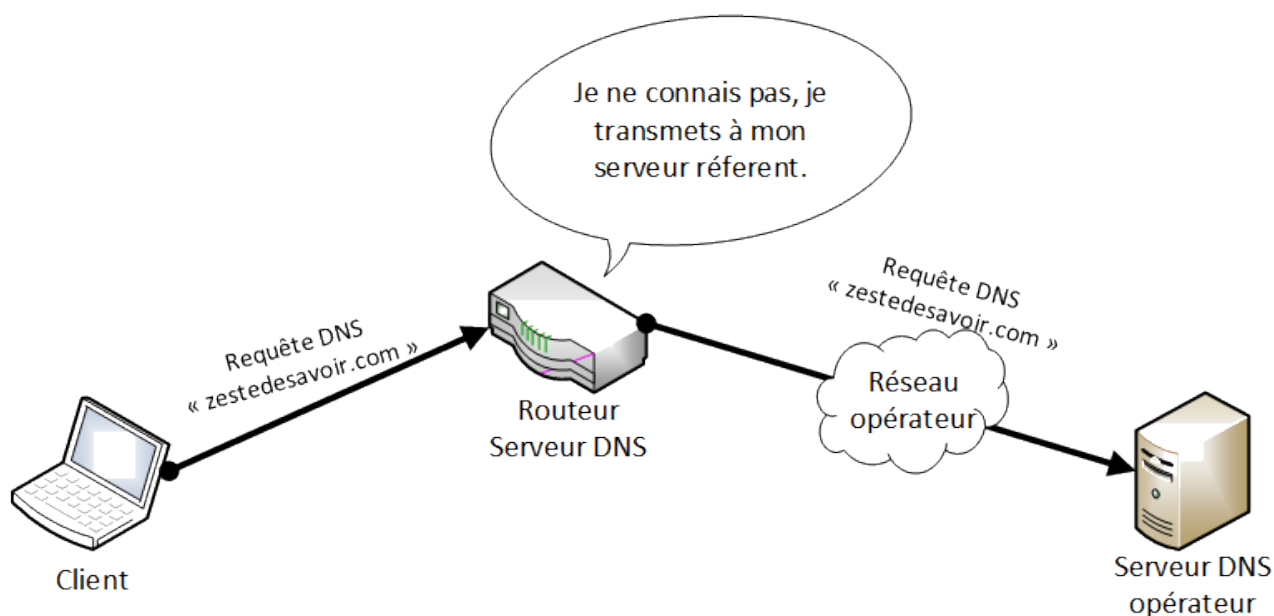 Je ne connais pas, je
transmets à mon
serveur réferent.
Requête DNS
« zestedesavoir.com »
Requête DNS
« zestedesavoir.com »
Réseau
opérateur
Routeur
Serveur DNS
Client
Serveur DNS
opérateur